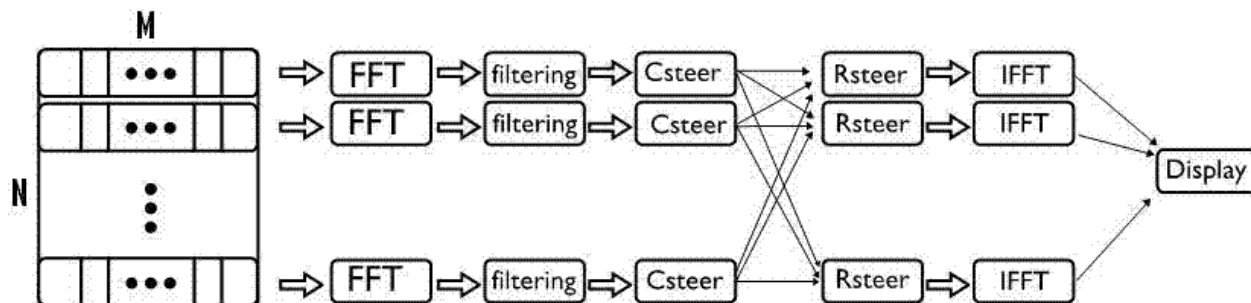 M
FFT filtering Csteer Rsteer IFFT
FFT filtering Csteer Rsteer IFFT
N
Display
FFT filtering Csteer Rsteer IFFT